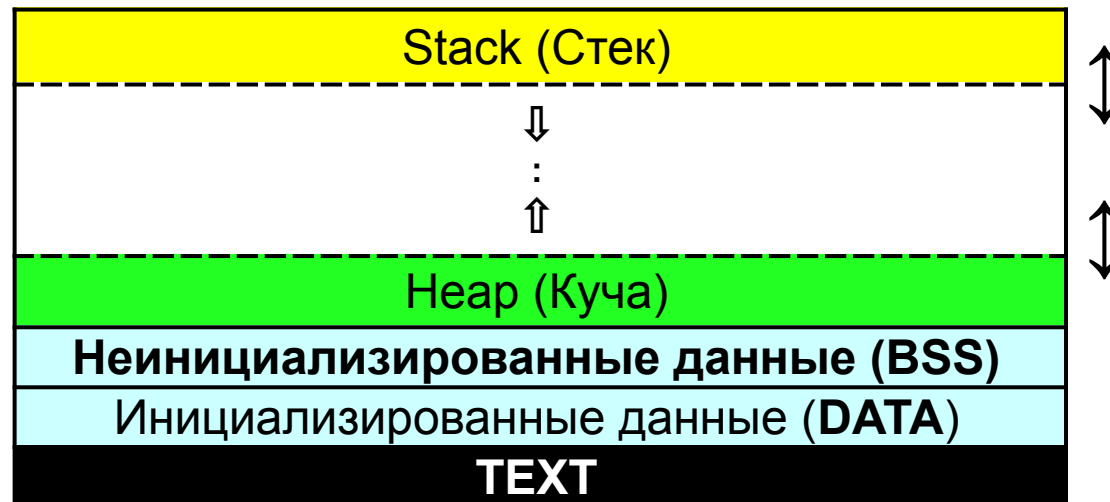 Stack (Стек)
⇩
:
⇧
Heap (Куча)
Неинициализированные данные (BSS)
Инициализированные данные (DATA)
TEXT